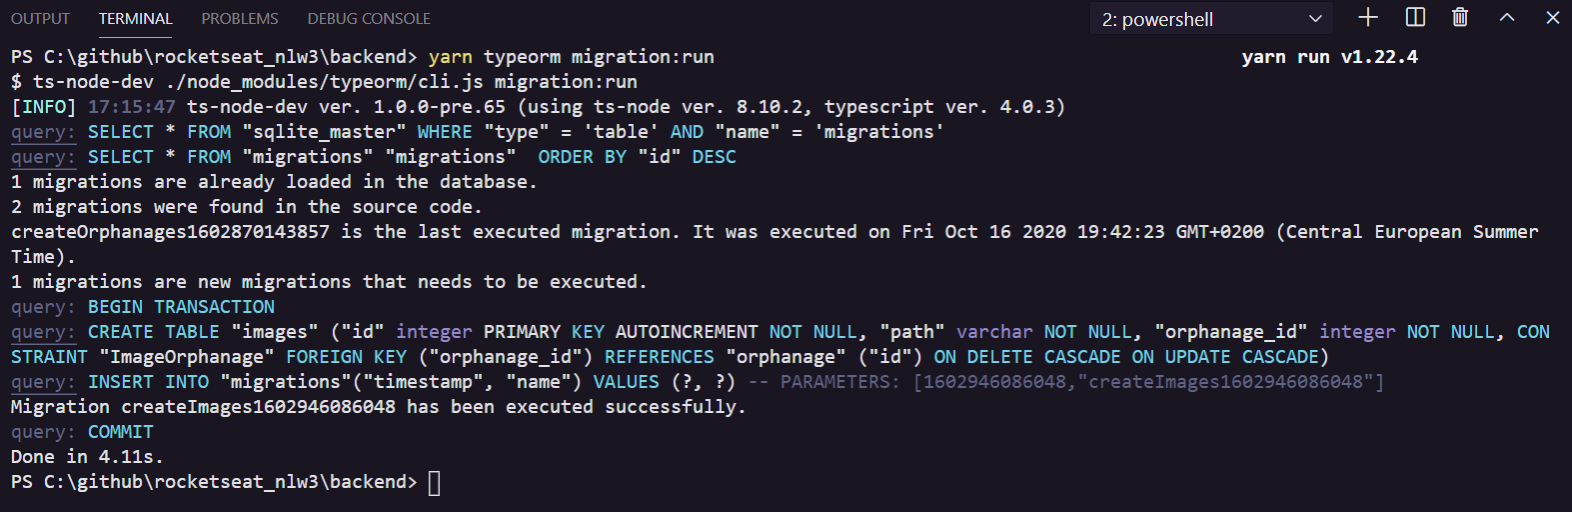 OUTPUT TERMINAL PROBLEMS DEBUG CONSOLE 2: powershell
PS C:\github\rocketseat_nlw3\backend> yarn typeorm migration:run yarn run v1.22.4
$ ts-node-dev ./node_modules/typeorm/cli.js migration:run
[INFO] 17:15:47 ts-node-dev ver. 1.0.0-pre.65 (using ts-node ver. 8.10.2, typescript ver. 4.0.3)
query: SELECT * FROM "sqlite_master" WHERE "type" = 'table' AND "name" = 'migrations'
query: SELECT * FROM "migrations" "migrations"  ORDER BY "id" DESC
1 migrations are already loaded in the database.
2 migrations were found in the source code.
createOrphanages1602870143857 is the last executed migration. It was executed on Fri Oct 16 2020 19:42:23 GMT+0200 (Central European Summer
Time).
1 migrations are new migrations that needs to be executed.
query: BEGIN TRANSACTION
query: CREATE TABLE "images" ("id" integer PRIMARY KEY AUTOINCREMENT NOT NULL, "path" varchar NOT NULL, "orphanage_id" integer NOT NULL, CON
STRAINT "ImageOrphanage" FOREIGN KEY ("orphanage_id") REFERENCES "orphanage" ("id") ON DELETE CASCADE ON UPDATE CASCADE)
query: INSERT INTO "migrations"("timestamp", "name") VALUES (?, ?) -- PARAMETERS: [1602946086048,"createImages1602946086048"]
Migration createImages1602946086048 has been executed successfully.
query: COMMIT
Done in 4.11s.
PS C:\github\rocketseat_nlw3\backend>